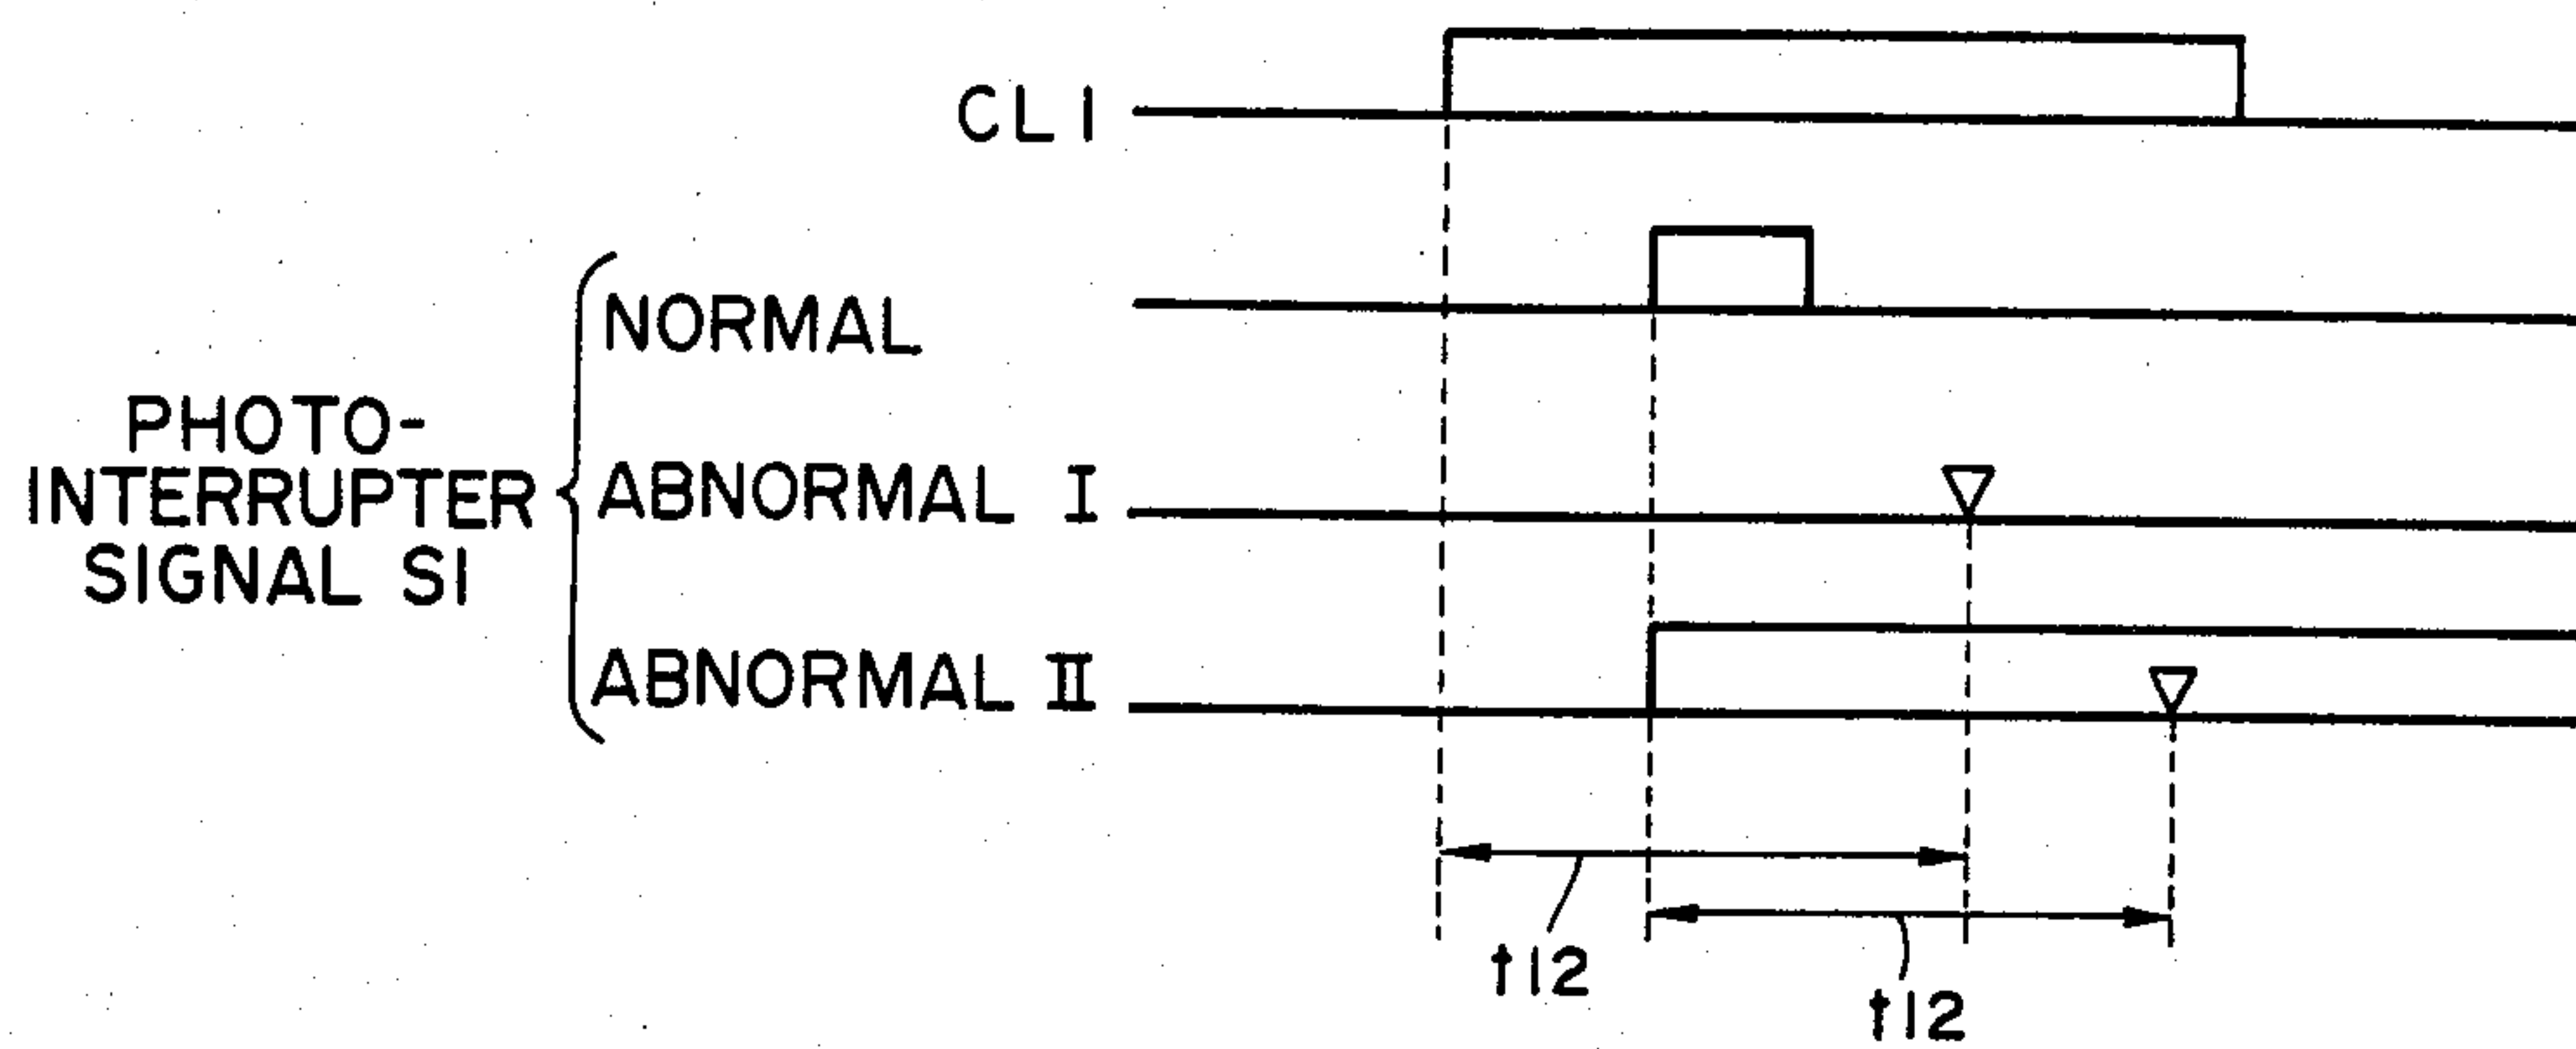 CL1
NORMAL
PHOTO-
INTERRUPTER
SIGNAL S1
ABNORMAL I
ABNORMAL II
t12
t12